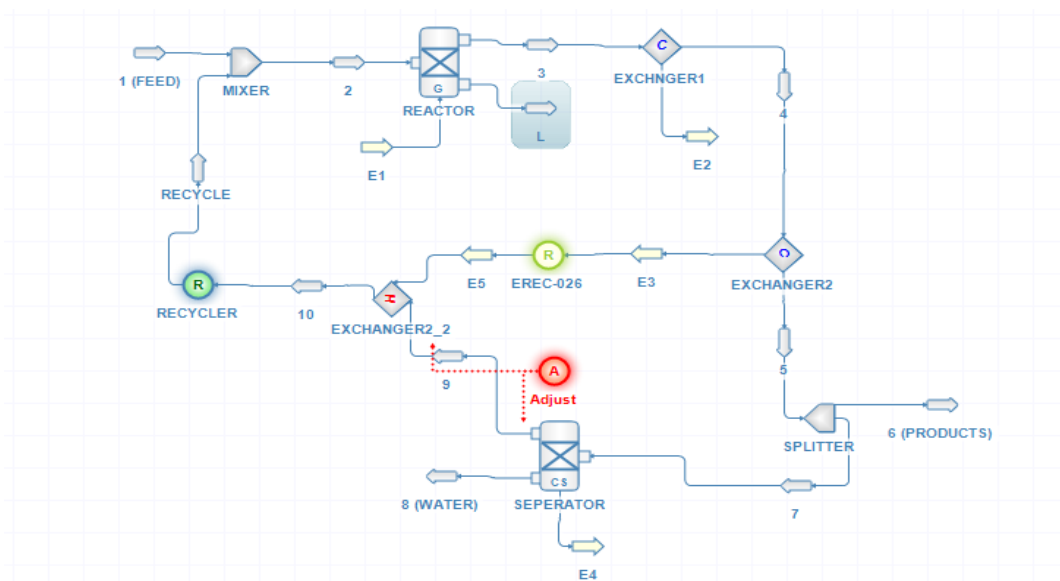 1 (FEED)
MIXER
2
G
REACTOR
3
L
E1
C
EXCHNGER1
E2
4
RECYCLE
R
RECYCLER
10
H
EXCHANGER2_2
E5
R
EREC-026
E3
C
EXCHANGER2
9
A
Adjust
5
SPLITTER
6 (PRODUCTS)
8 (WATER)
CS
SEPERATOR
7
E4